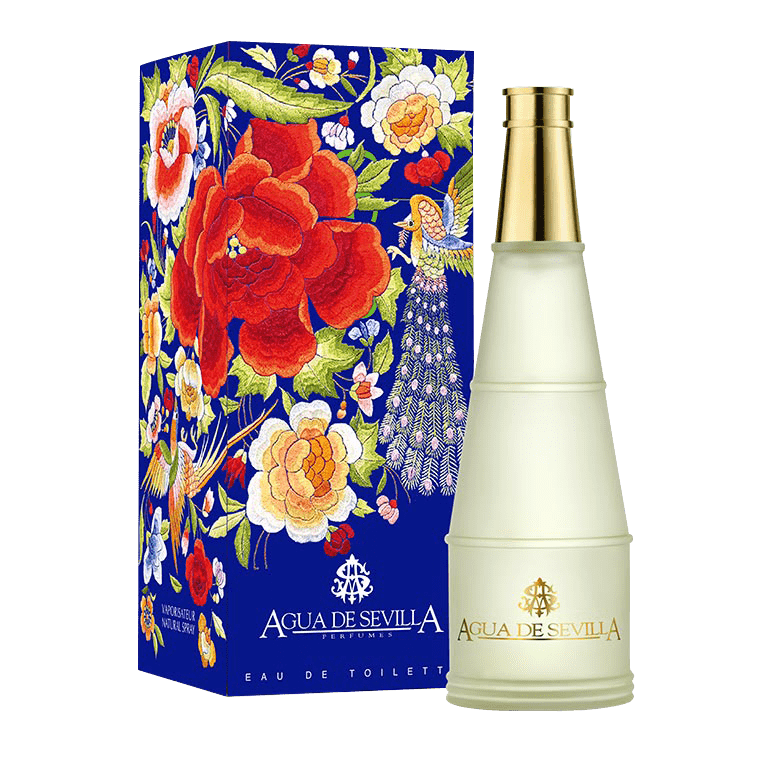 VAPORISATEUR
NATURAL SPRAY
AGUA DE SEVILLA
PERFUMES
EAU DE TOILETT
AGUA DE SEVILLA